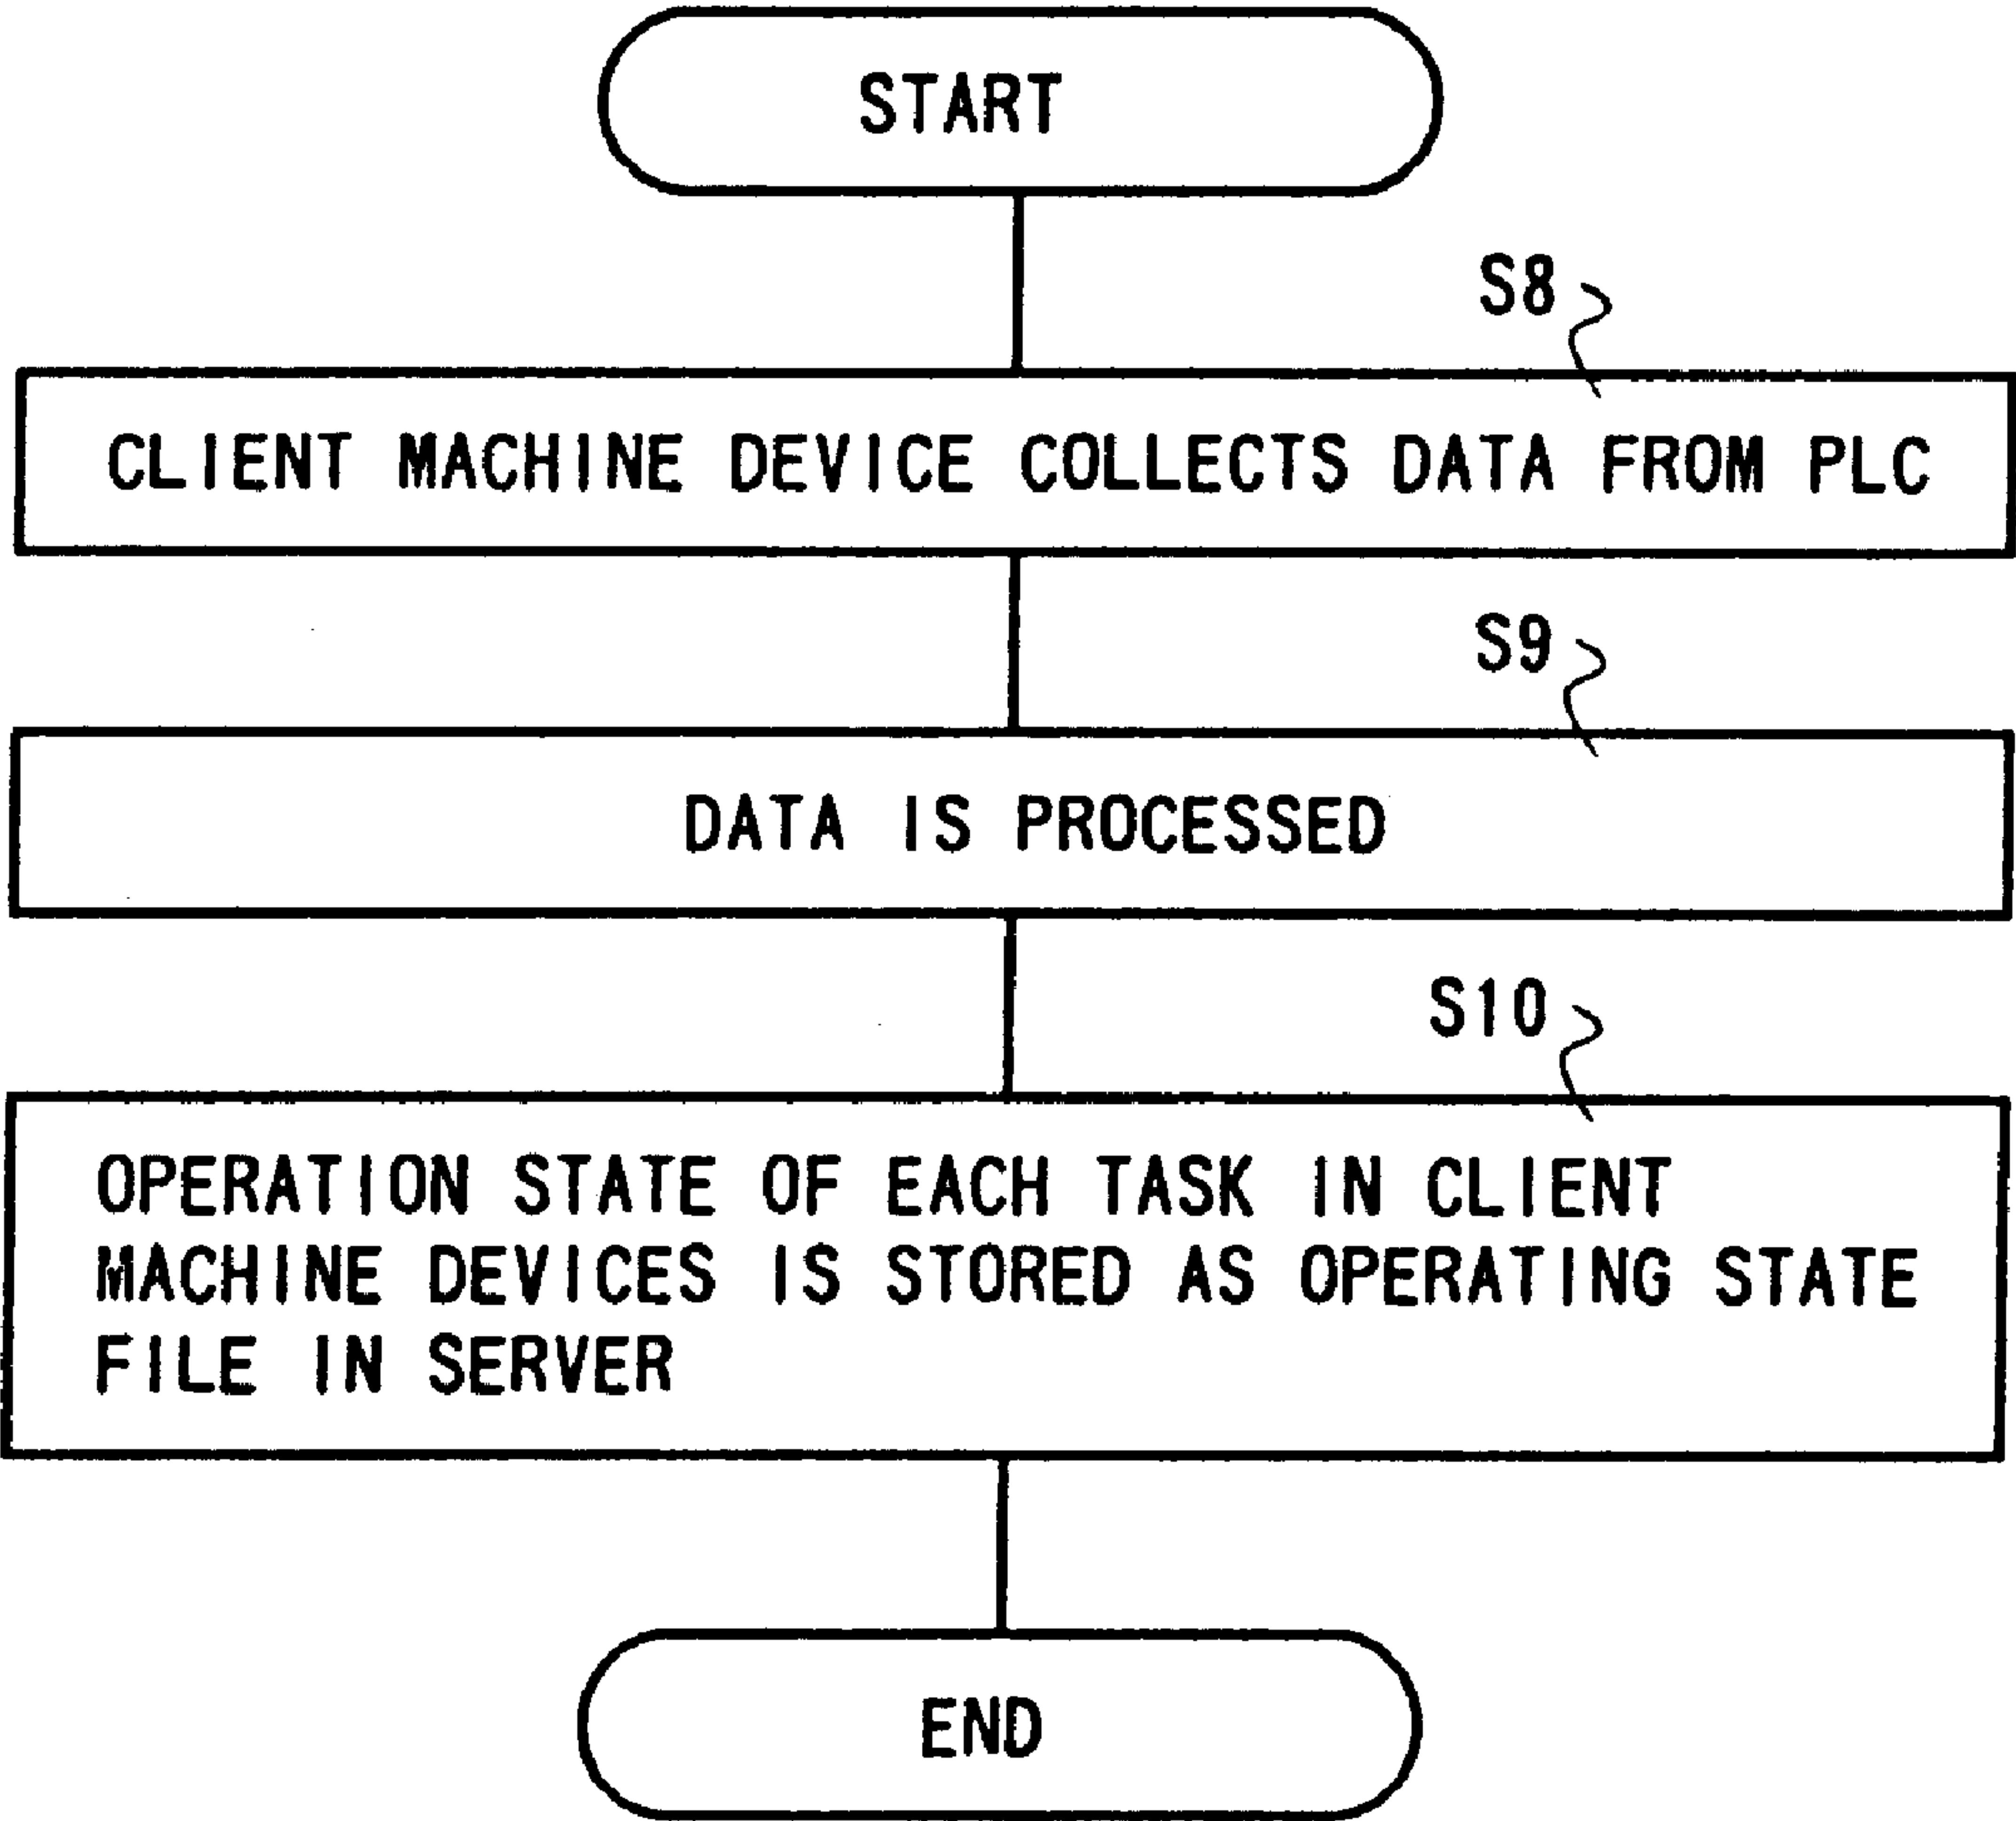 START
S8
CLIENT MACHINE DEVICE COLLECTS DATA FROM PLC
S9
DATA IS PROCESSED
S10
OPERATION STATE OF EACH TASK IN CLIENT
MACHINE DEVICES IS STORED AS OPERATING STATE
FILE IN SERVER
END